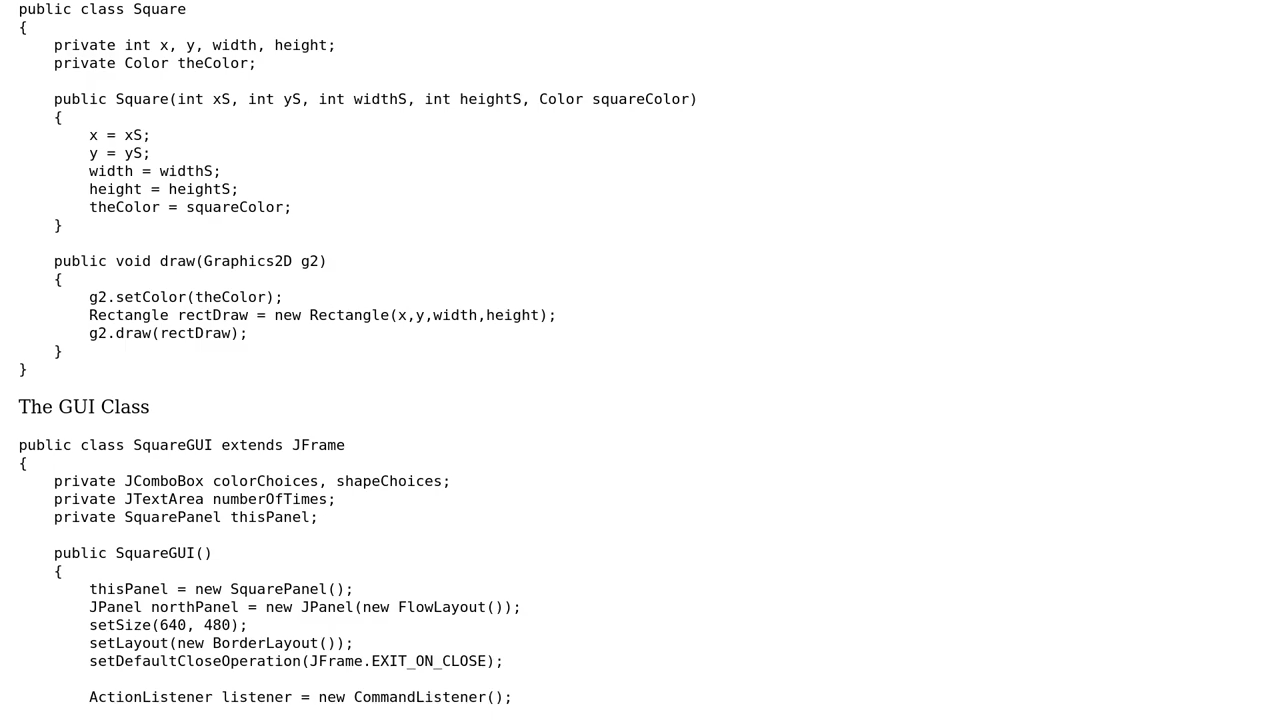 public class Square
{
    private int x, y, width, height;
    private Color theColor;

    public Square(int xS, int yS, int widthS, int heightS, Color squareColor)
    {
        x = xS;
        y = yS;
        width = widthS;
        height = heightS;
        theColor = squareColor;
    }

    public void draw(Graphics2D g2)
    {
        g2.setColor(theColor);
        Rectangle rectDraw = new Rectangle(x,y,width,height);
        g2.draw(rectDraw);
    }
}

The GUI Class

public class SquareGUI extends JFrame
{
    private JComboBox colorChoices, shapeChoices;
    private JTextArea numberOfTimes;
    private SquarePanel thisPanel;

    public SquareGUI()
    {
        thisPanel = new SquarePanel();
        JPanel northPanel = new JPanel(new FlowLayout());
        setSize(640, 480);
        setLayout(new BorderLayout());
        setDefaultCloseOperation(JFrame.EXIT_ON_CLOSE);

        ActionListener listener = new CommandListener();